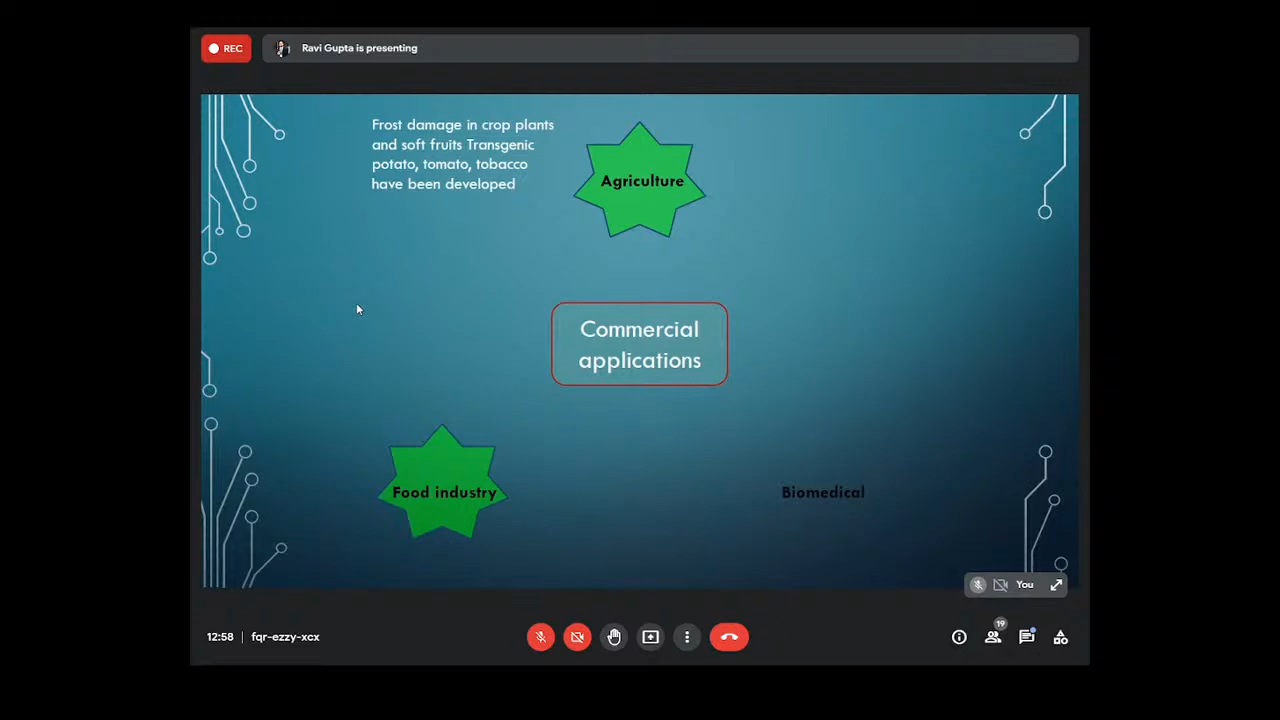 REC
Ravi Gupta is presenting
Frost damage in crop plants
and soft fruits Transgenic
potato, tomato, tobacco
have been developed
Agriculture
Commercial
applications
Food industry
Biomedical
You
12:58 | fqr-ezzy-xcx
19